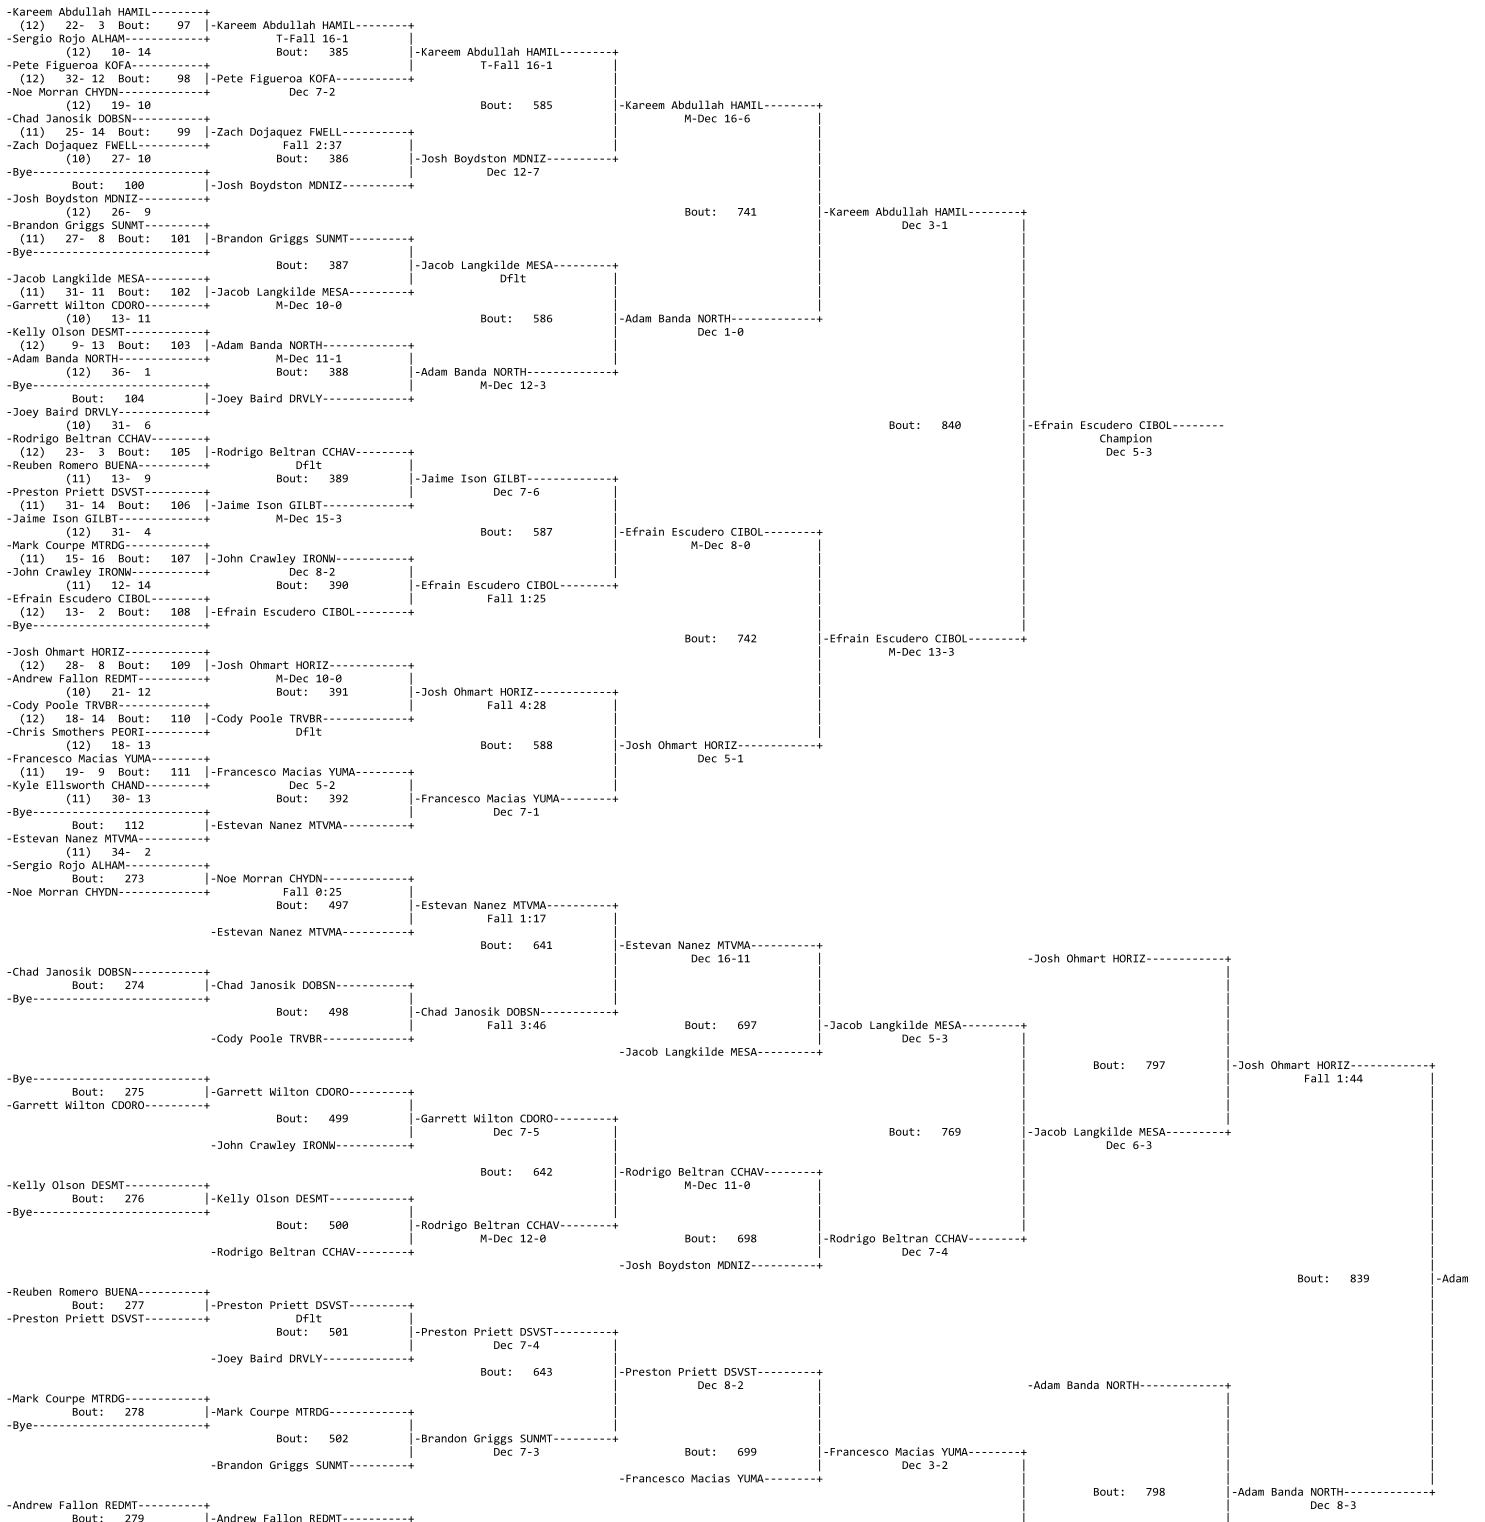 -Kareem Abdullah HAMIL--------+
(12) 22- 3 Bout: 97 |-Kareem Abdullah HAMIL--------+
-Sergio Rojo ALHAM------------+ T-Fall 16-1 |
(12) 10- 14 Bout: 385 |-Kareem Abdullah HAMIL--------+
-Pete Figueroa KOFA-----------+ | T-Fall 16-1 |
(12) 32- 12 Bout: 98 |-Pete Figueroa KOFA-----------+ |
-Noe Morran CHYDN-------------+ Dec 7-2 |
(12) 19- 10 Bout: 585 |-Kareem Abdullah HAMIL--------+
-Chad Janosik DOBSN-----------+ | M-Dec 16-6 |
(11) 25- 14 Bout: 99 |-Zach Dojaquez FWELL----------+ | |
-Zach Dojaquez FWELL----------+ Fall 2:37 | | |
(10) 27- 10 Bout: 386 |-Josh Boydston MDNIZ----------+ |
-Bye--------------------------+ | Dec 12-7 |
Bout: 100 |-Josh Boydston MDNIZ----------+ |
-Josh Boydston MDNIZ----------+ |
(12) 26- 9 Bout: 741 |-Kareem Abdullah HAMIL--------+
-Brandon Griggs SUNMT---------+ | Dec 3-1 |
(11) 27- 8 Bout: 101 |-Brandon Griggs SUNMT---------+ | |
-Bye--------------------------+ | | |
Bout: 387 |-Jacob Langkilde MESA---------+ | |
-Jacob Langkilde MESA---------+ | Dflt | | |
(11) 31- 11 Bout: 102 |-Jacob Langkilde MESA---------+ | | |
-Garrett Wilton CDORO---------+ M-Dec 10-0 | | |
(10) 13- 11 Bout: 586 |-Adam Banda NORTH-------------+ |
-Kelly Olson DESMT------------+ | Dec 1-0 |
(12) 9- 13 Bout: 103 |-Adam Banda NORTH-------------+ | |
-Adam Banda NORTH-------------+ M-Dec 11-1 | | |
(12) 36- 1 Bout: 388 |-Adam Banda NORTH-------------+ |
-Bye--------------------------+ | M-Dec 12-3 |
Bout: 104 |-Joey Baird DRVLY-------------+ |
-Joey Baird DRVLY-------------+ |
(10) 31- 6 Bout: 840 |-Efrain Escudero CIBOL--------
-Rodrigo Beltran CCHAV--------+ | Champion
(12) 23- 3 Bout: 105 |-Rodrigo Beltran CCHAV--------+ | Dec 5-3
-Reuben Romero BUENA----------+ Dflt | |
(11) 13- 9 Bout: 389 |-Jaime Ison GILBT-------------+ |
-Preston Priett DSVST---------+ | Dec 7-6 | |
(11) 31- 14 Bout: 106 |-Jaime Ison GILBT-------------+ | |
-Jaime Ison GILBT-------------+ M-Dec 15-3 | |
(12) 31- 4 Bout: 587 |-Efrain Escudero CIBOL--------+ |
-Mark Courpe MTRDG------------+ | M-Dec 8-0 | |
(11) 15- 16 Bout: 107 |-John Crawley IRONW-----------+ | | |
-John Crawley IRONW-----------+ Dec 8-2 | | | |
(11) 12- 14 Bout: 390 |-Efrain Escudero CIBOL--------+ | |
-Efrain Escudero CIBOL--------+ | Fall 1:25 | |
(12) 13- 2 Bout: 108 |-Efrain Escudero CIBOL--------+ | |
-Bye--------------------------+ | |
Bout: 742 |-Efrain Escudero CIBOL--------+
-Josh Ohmart HORIZ------------+ | M-Dec 13-3
(12) 28- 8 Bout: 109 |-Josh Ohmart HORIZ------------+ |
-Andrew Fallon REDMT----------+ M-Dec 10-0 | |
(10) 21- 12 Bout: 391 |-Josh Ohmart HORIZ------------+ |
-Cody Poole TRVBR-------------+ | Fall 4:28 | |
(12) 18- 14 Bout: 110 |-Cody Poole TRVBR-------------+ | |
-Chris Smothers PEORI---------+ Dflt | |
(12) 18- 13 Bout: 588 |-Josh Ohmart HORIZ------------+
-Francesco Macias YUMA--------+ | Dec 5-1
(11) 19- 9 Bout: 111 |-Francesco Macias YUMA--------+ |
-Kyle Ellsworth CHAND---------+ Dec 5-2 | |
(11) 30- 13 Bout: 392 |-Francesco Macias YUMA--------+
-Bye--------------------------+ | Dec 7-1
Bout: 112 |-Estevan Nanez MTVMA----------+
-Estevan Nanez MTVMA----------+
(11) 34- 2
-Sergio Rojo ALHAM------------+
Bout: 273 |-Noe Morran CHYDN-------------+
-Noe Morran CHYDN-------------+ Fall 0:25 |
Bout: 497 |-Estevan Nanez MTVMA----------+
| Fall 1:17 |
-Estevan Nanez MTVMA----------+ |
Bout: 641 |-Estevan Nanez MTVMA----------+
| Dec 16-11 | -Josh Ohmart HORIZ------------+
-Chad Janosik DOBSN-----------+ | | |
Bout: 274 |-Chad Janosik DOBSN-----------+ | | |
-Bye--------------------------+ | | | |
Bout: 498 |-Chad Janosik DOBSN-----------+ | |
| Fall 3:46 Bout: 697 |-Jacob Langkilde MESA---------+ |
-Cody Poole TRVBR-------------+ | Dec 5-3 | |
-Jacob Langkilde MESA---------+ | |
| Bout: 797 |-Josh Ohmart HORIZ------------+
-Bye--------------------------+ | | Fall 1:44 |
Bout: 275 |-Garrett Wilton CDORO---------+ | | |
-Garrett Wilton CDORO---------+ | | | |
Bout: 499 |-Garrett Wilton CDORO---------+ | | |
| Dec 7-5 | Bout: 769 |-Jacob Langkilde MESA---------+ |
-John Crawley IRONW-----------+ | | Dec 6-3 |
Bout: 642 |-Rodrigo Beltran CCHAV--------+ | |
-Kelly Olson DESMT------------+ | M-Dec 11-0 | | |
Bout: 276 |-Kelly Olson DESMT------------+ | | | |
-Bye--------------------------+ | | | | |
Bout: 500 |-Rodrigo Beltran CCHAV--------+ | | |
| M-Dec 12-0 Bout: 698 |-Rodrigo Beltran CCHAV--------+ |
-Rodrigo Beltran CCHAV--------+ | Dec 7-4 |
-Josh Boydston MDNIZ----------+ |
Bout: 839 |-Adam
-Reuben Romero BUENA----------+ |
Bout: 277 |-Preston Priett DSVST---------+ |
-Preston Priett DSVST---------+ Dflt | |
Bout: 501 |-Preston Priett DSVST---------+ |
| Dec 7-4 | |
-Joey Baird DRVLY-------------+ | |
Bout: 643 |-Preston Priett DSVST---------+ |
| Dec 8-2 | -Adam Banda NORTH-------------+ |
-Mark Courpe MTRDG------------+ | | | |
Bout: 278 |-Mark Courpe MTRDG------------+ | | | |
-Bye--------------------------+ | | | | |
Bout: 502 |-Brandon Griggs SUNMT---------+ | | |
| Dec 7-3 Bout: 699 |-Francesco Macias YUMA--------+ | |
-Brandon Griggs SUNMT---------+ | Dec 3-2 | | |
-Francesco Macias YUMA--------+ | | |
| Bout: 798 |-Adam Banda NORTH-------------+
-Andrew Fallon REDMT----------+ | | Dec 8-3
Bout: 279 |-Andrew Fallon REDMT----------+ | |